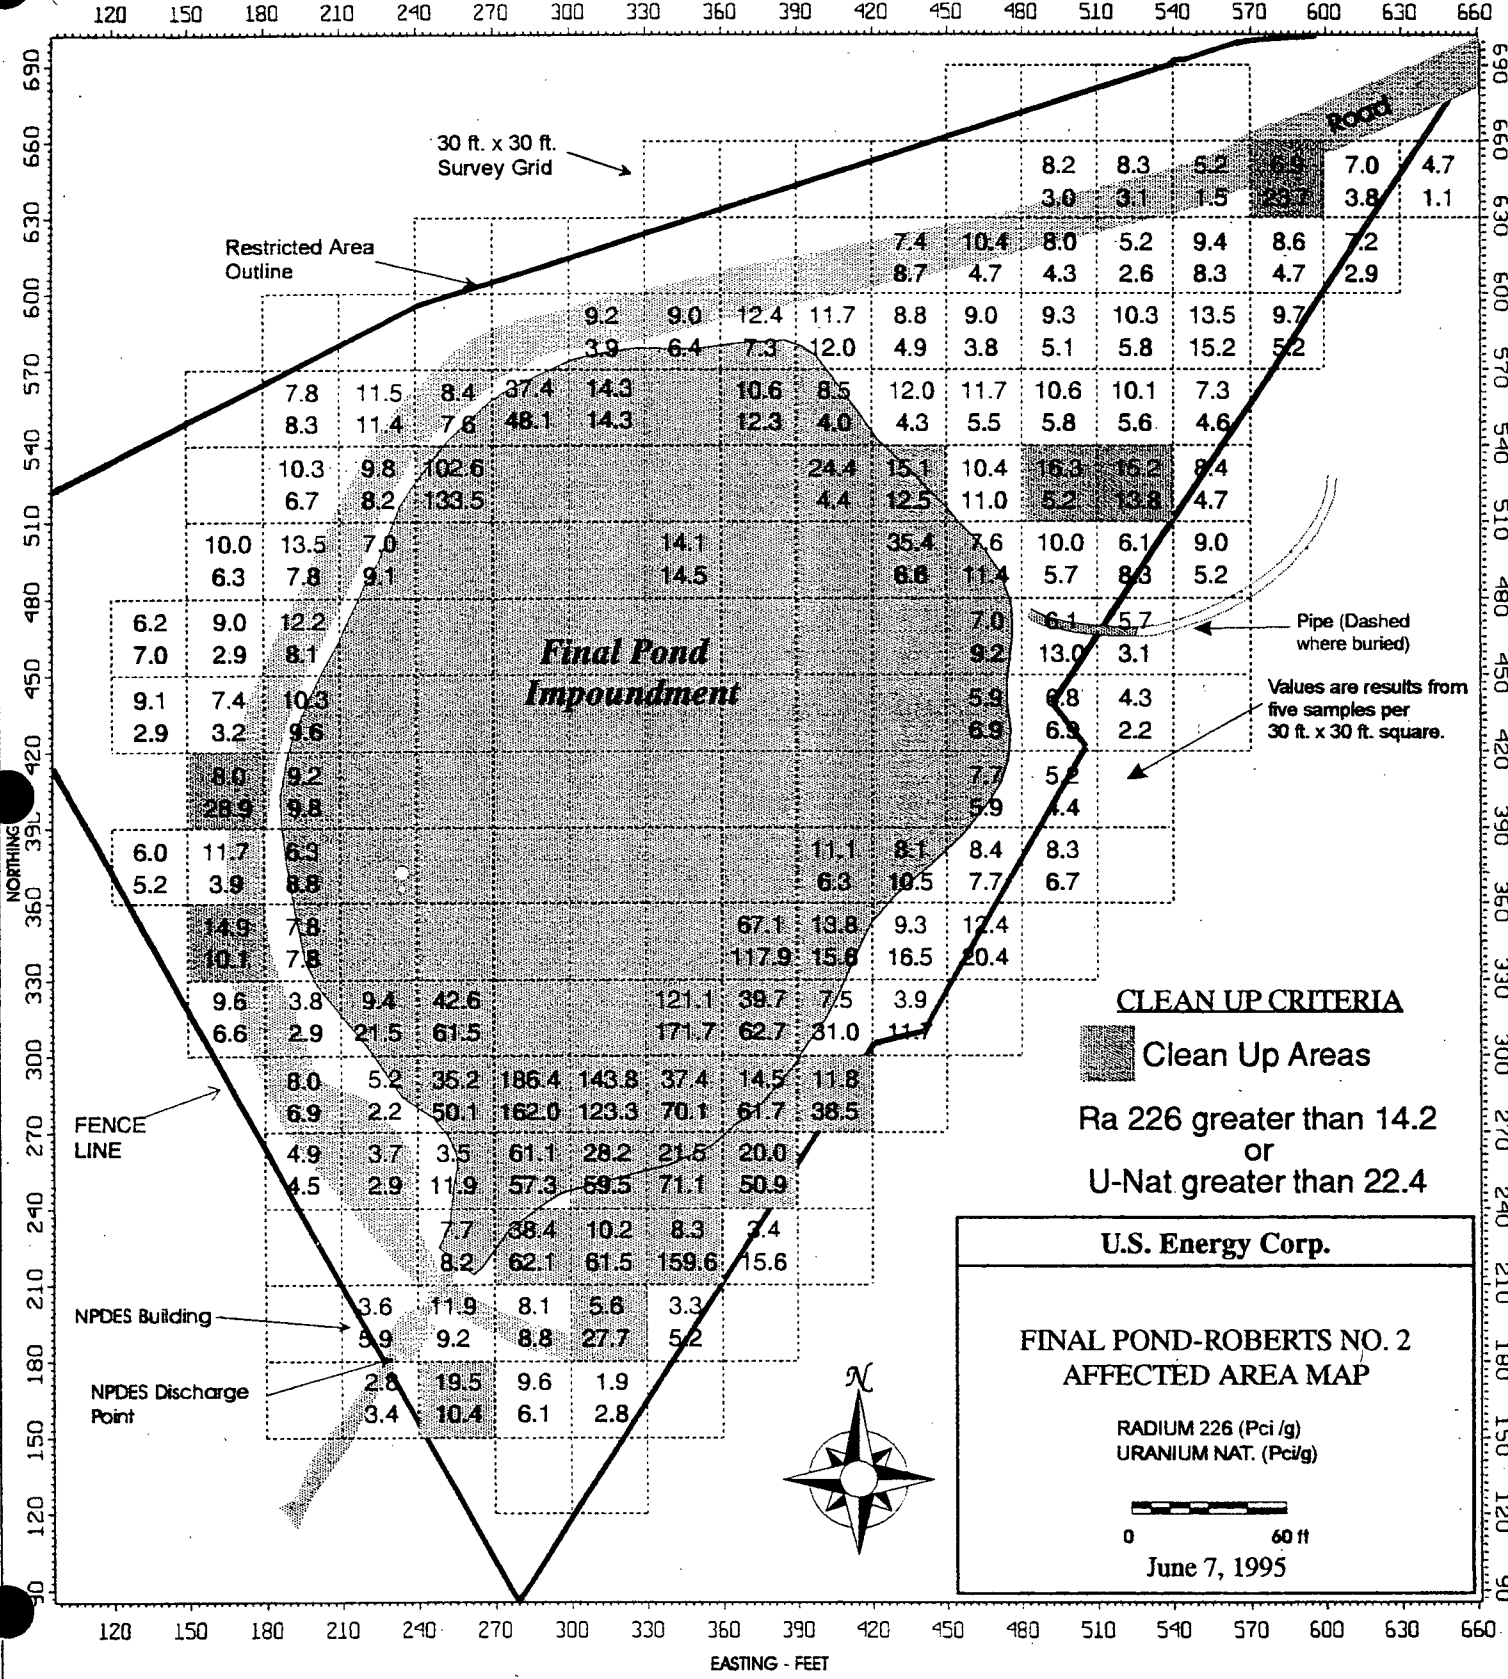 120 150 180 210 240 270 300 330 360 390 420 450 480 510 540 570 600 630 660
690
660
630
600
570
540
510
480
450
420
390
360
330
300
270
240
210
180
150
120
90
NORTHING
Road
30 ft. x 30 ft.
Survey Grid
Restricted Area
Outline
8.2 8.3 5.2 6.9 7.0 4.7
3.0 3.1 1.5 23.7 3.8 1.1
7.4 10.4 8.0 5.2 9.4 8.6 7.2
8.7 4.7 4.3 2.6 8.3 4.7 2.9
9.2 9.0 12.4 11.7 8.8 9.0 9.3 10.3 13.5 9.7
3.9 6.4 7.3 12.0 4.9 3.8 5.1 5.8 15.2 5.2
7.8 11.5 8.4 37.4 14.3 10.6 8.5 12.0 11.7 10.6 10.1 7.3
8.3 11.4 7.6 48.1 14.3 12.3 4.0 4.3 5.5 5.8 5.6 4.6
10.3 9.8 102.6 24.4 15.1 10.4 16.3 15.2 8.4
6.7 8.2 133.5 4.4 12.5 11.0 5.2 13.8 4.7
10.0 13.5 7.0 14.1 35.4 7.6 10.0 6.1 9.0
6.3 7.8 9.1 14.5 6.6 11.4 5.7 8.3 5.2
6.2 9.0 12.2 7.0 6.1 5.7
7.0 2.9 8.1 9.2 13.0 3.1
Pipe (Dashed
where buried)
Final Pond
Impoundment
9.1 7.4 10.3 5.9 6.8 4.3
2.9 3.2 9.6 6.9 6.9 2.2
Values are results from
five samples per
30 ft. x 30 ft. square.
8.0 9.2 7.7 5.2
28.9 9.8 5.9 4.4
6.0 11.7 6.3 11.1 8.1 8.4 8.3
5.2 3.9 8.8 6.3 10.5 7.7 6.7
14.9 7.8 67.1 13.8 9.3 12.4
10.1 7.8 117.9 15.6 16.5 20.4
9.6 3.8 9.4 42.6 121.1 39.7 7.5 3.9
6.6 2.9 21.5 61.5 171.7 62.7 31.0 11.7
8.0 5.2 35.2 186.4 143.8 37.4 14.5 11.8
6.9 2.2 50.1 162.0 123.3 70.1 61.7 38.5
4.9 3.7 3.5 61.1 28.2 21.5 20.0
4.5 2.9 11.9 57.3 59.5 71.1 50.9
7.7 38.4 10.2 8.3 3.4
8.2 62.1 61.5 159.6 15.6
3.6 11.9 8.1 5.6 3.3
5.9 9.2 8.8 27.7 5.2
2.8 19.5 9.6 1.9
3.4 10.4 6.1 2.8
FENCE
LINE
NPDES Building
NPDES Discharge
Point
CLEAN UP CRITERIA
Clean Up Areas
Ra 226 greater than 14.2
or
U-Nat greater than 22.4
U.S. Energy Corp.
FINAL POND-ROBERTS NO. 2
AFFECTED AREA MAP
RADIUM 226 (Pci /g)
URANIUM NAT. (Pci/g)
0 60 ft
June 7, 1995
N
690
660
630
600
570
540
510
480
450
420
390
360
330
300
270
240
210
180
150
120
90
120 150 180 210 240 270 300 330 360 390 420 450 480 510 540 570 600 630 660
EASTING - FEET